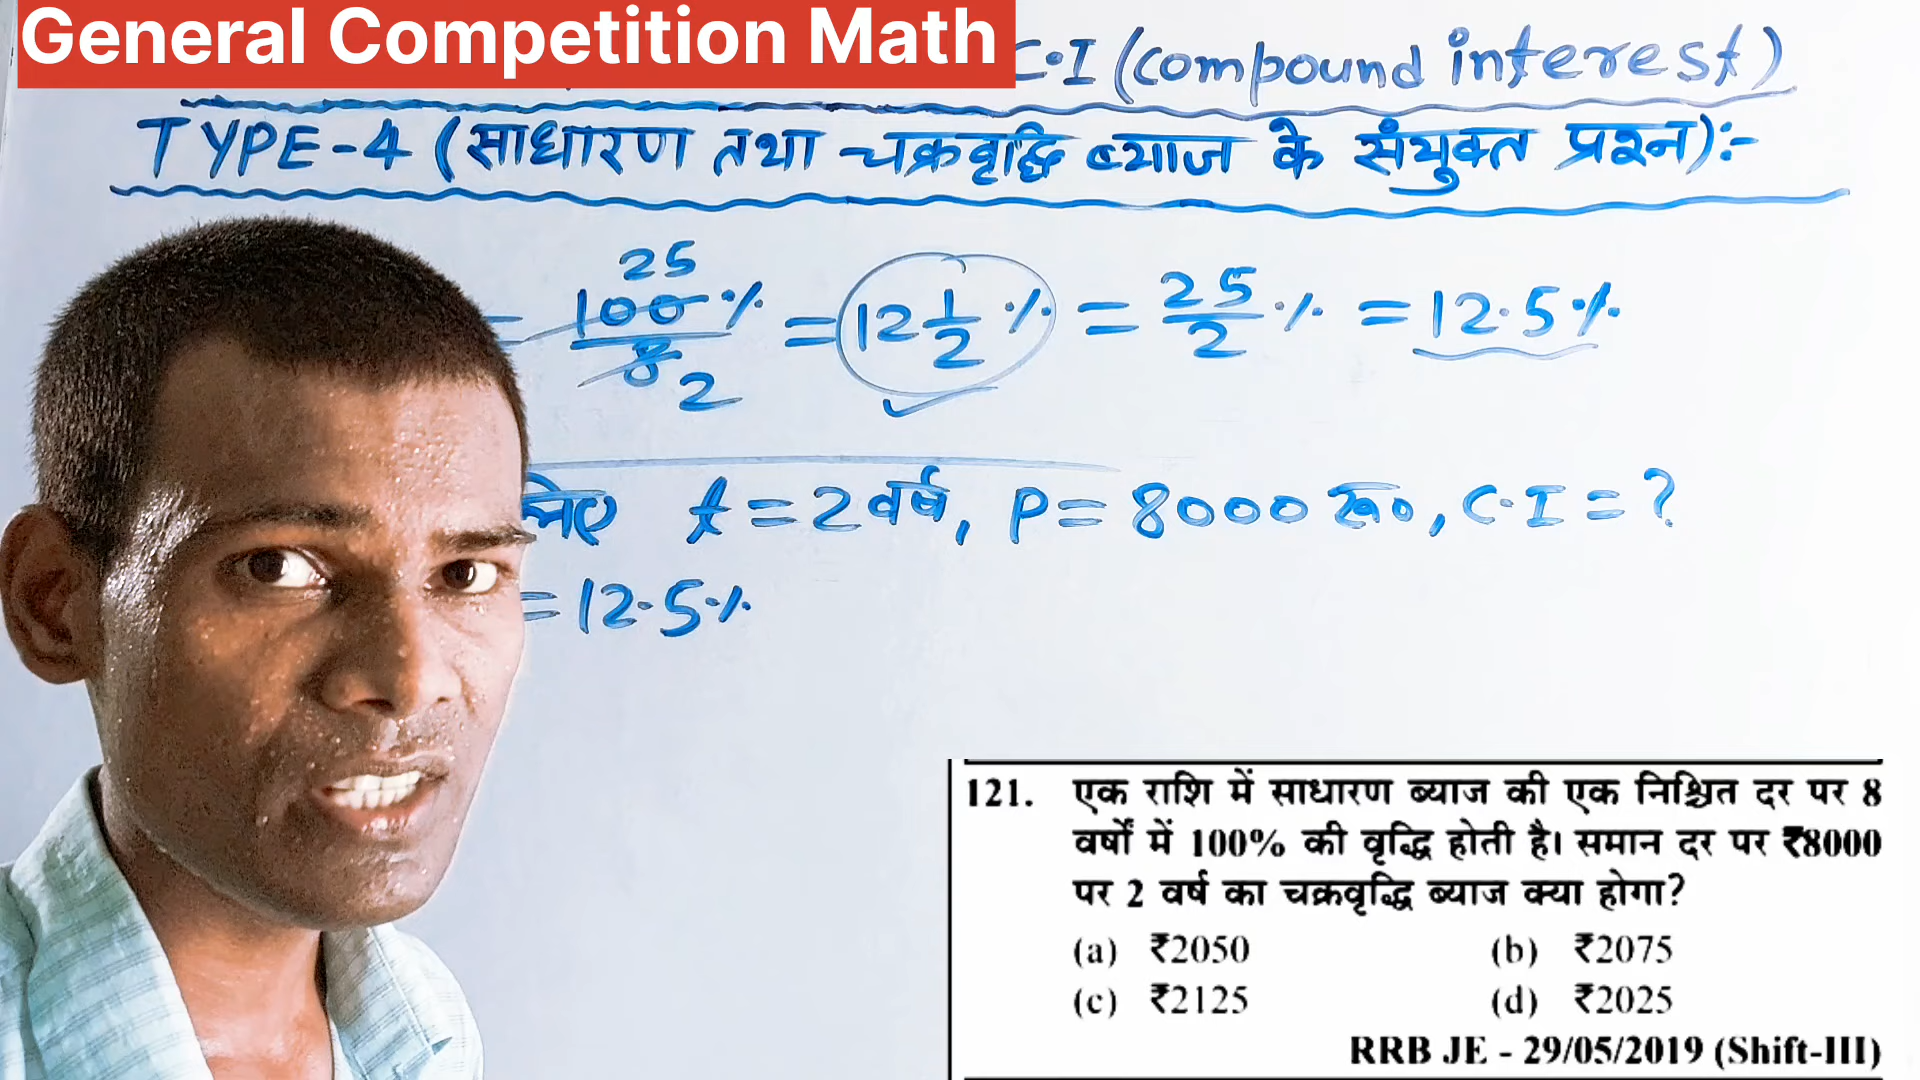 General Competition Math
C.I (compound interest)
TYPE-4 (साधारण तथा चक्रवृद्धि ब्याज के संयुक्त प्रश्न):-
25
= 100/8 % = 12 1/2 % = 25/2 % = 12.5%
2
लिए t = 2 वर्ष, P = 8000 रु०, C.I = ?
= 12.5%
121. एक राशि में साधारण ब्याज की एक निश्चित दर पर 8
वर्षों में 100% की वृद्धि होती है। समान दर पर ₹8000
पर 2 वर्ष का चक्रवृद्धि ब्याज क्या होगा?
(a) ₹2050 (b) ₹2075
(c) ₹2125 (d) ₹2025
RRB JE - 29/05/2019 (Shift-III)